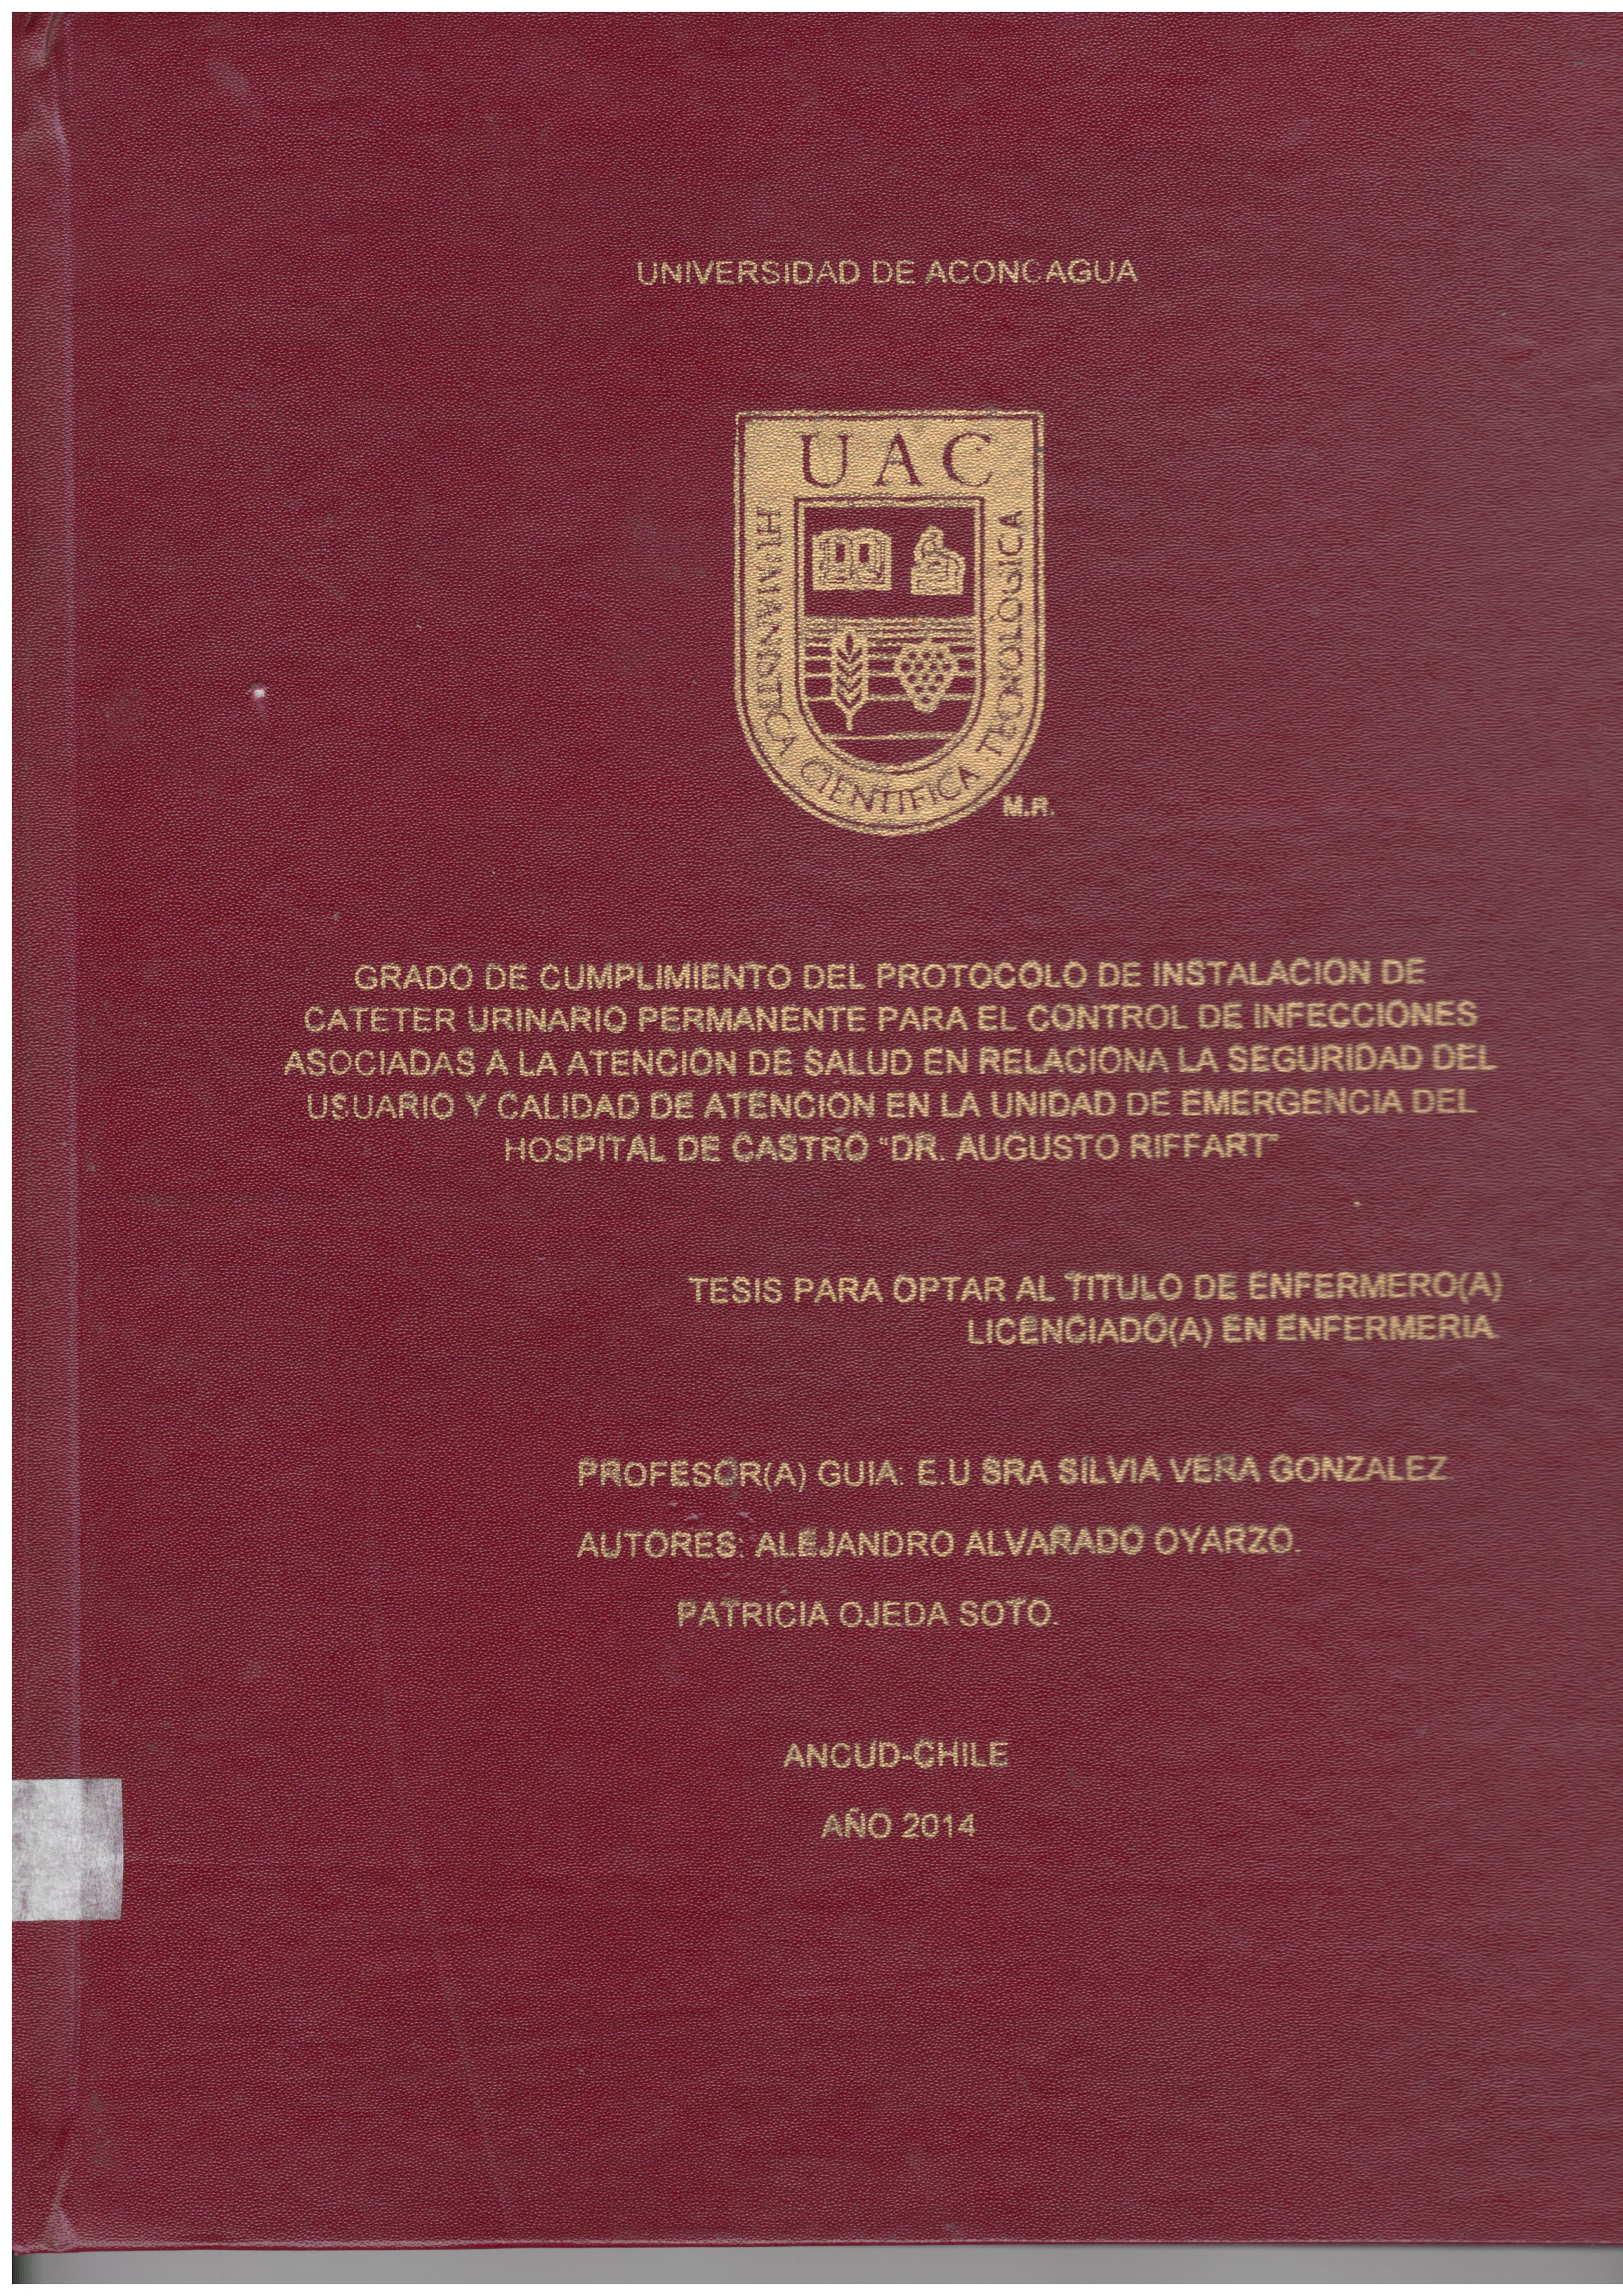 UNIVERSIDAD DE ACONCAGUA
UAC
HUMANISTICA CIENTIFICA TECNOLOGICA
M.R.
GRADO DE CUMPLIMIENTO DEL PROTOCOLO DE INSTALACION DE
CATETER URINARIO PERMANENTE PARA EL CONTROL DE INFECCIONES
ASOCIADAS A LA ATENCION DE SALUD EN RELACIONA LA SEGURIDAD DEL
USUARIO Y CALIDAD DE ATENCION EN LA UNIDAD DE EMERGENCIA DEL
HOSPITAL DE CASTRO "DR. AUGUSTO RIFFART"
TESIS PARA OPTAR AL TITULO DE ENFERMERO(A)
LICENCIADO(A) EN ENFERMERIA.
PROFESOR(A) GUIA: E.U SRA SILVIA VERA GONZALEZ
AUTORES: ALEJANDRO ALVARADO OYARZO.
PATRICIA OJEDA SOTO.
ANCUD-CHILE
AÑO 2014